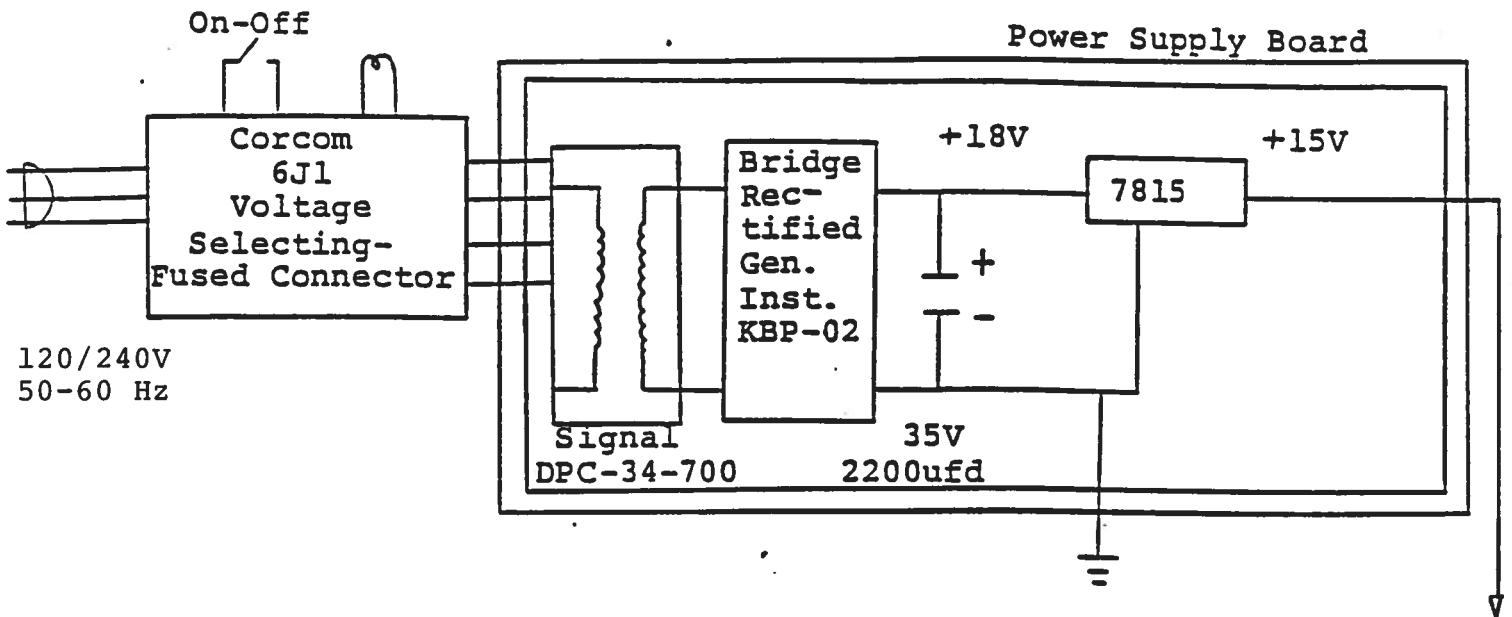 On-Off
Power Supply Board
Corcom
6J1
Voltage
Selecting-
Fused Connector
120/240V
50-60 Hz
Signal
DPC-34-700
Bridge
Rec-
tified
Gen.
Inst.
KBP-02
+18V
+
-
35V
2200ufd
7815
+15V